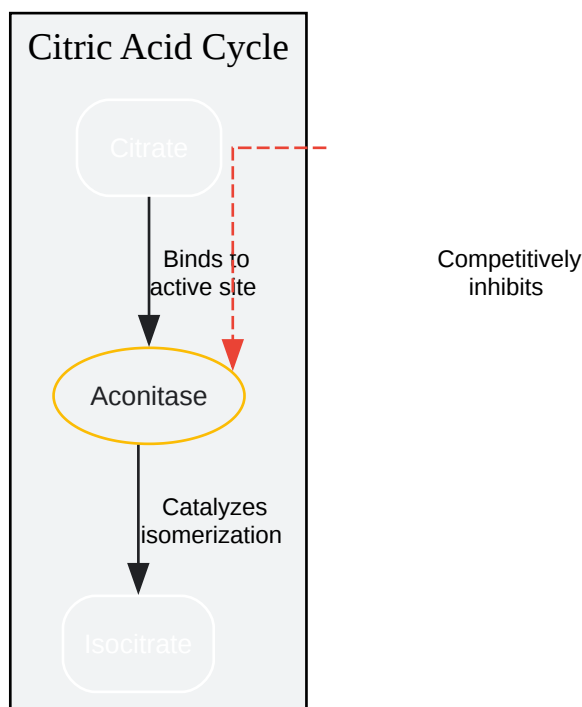 Citric Acid Cycle
Citrate
Binds to
active site
Competitively
inhibits
Aconitase
Catalyzes
isomerization
Isocitrate